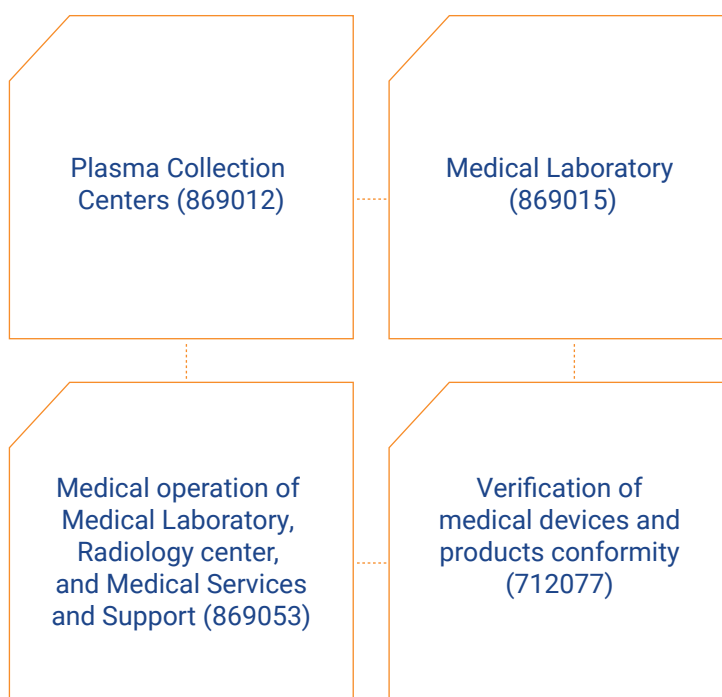 Plasma Collection
Centers (869012)
Medical Laboratory
(869015)
Medical operation of
Medical Laboratory,
Radiology center,
and Medical Services
and Support (869053)
Verification of
medical devices and
products conformity
(712077)